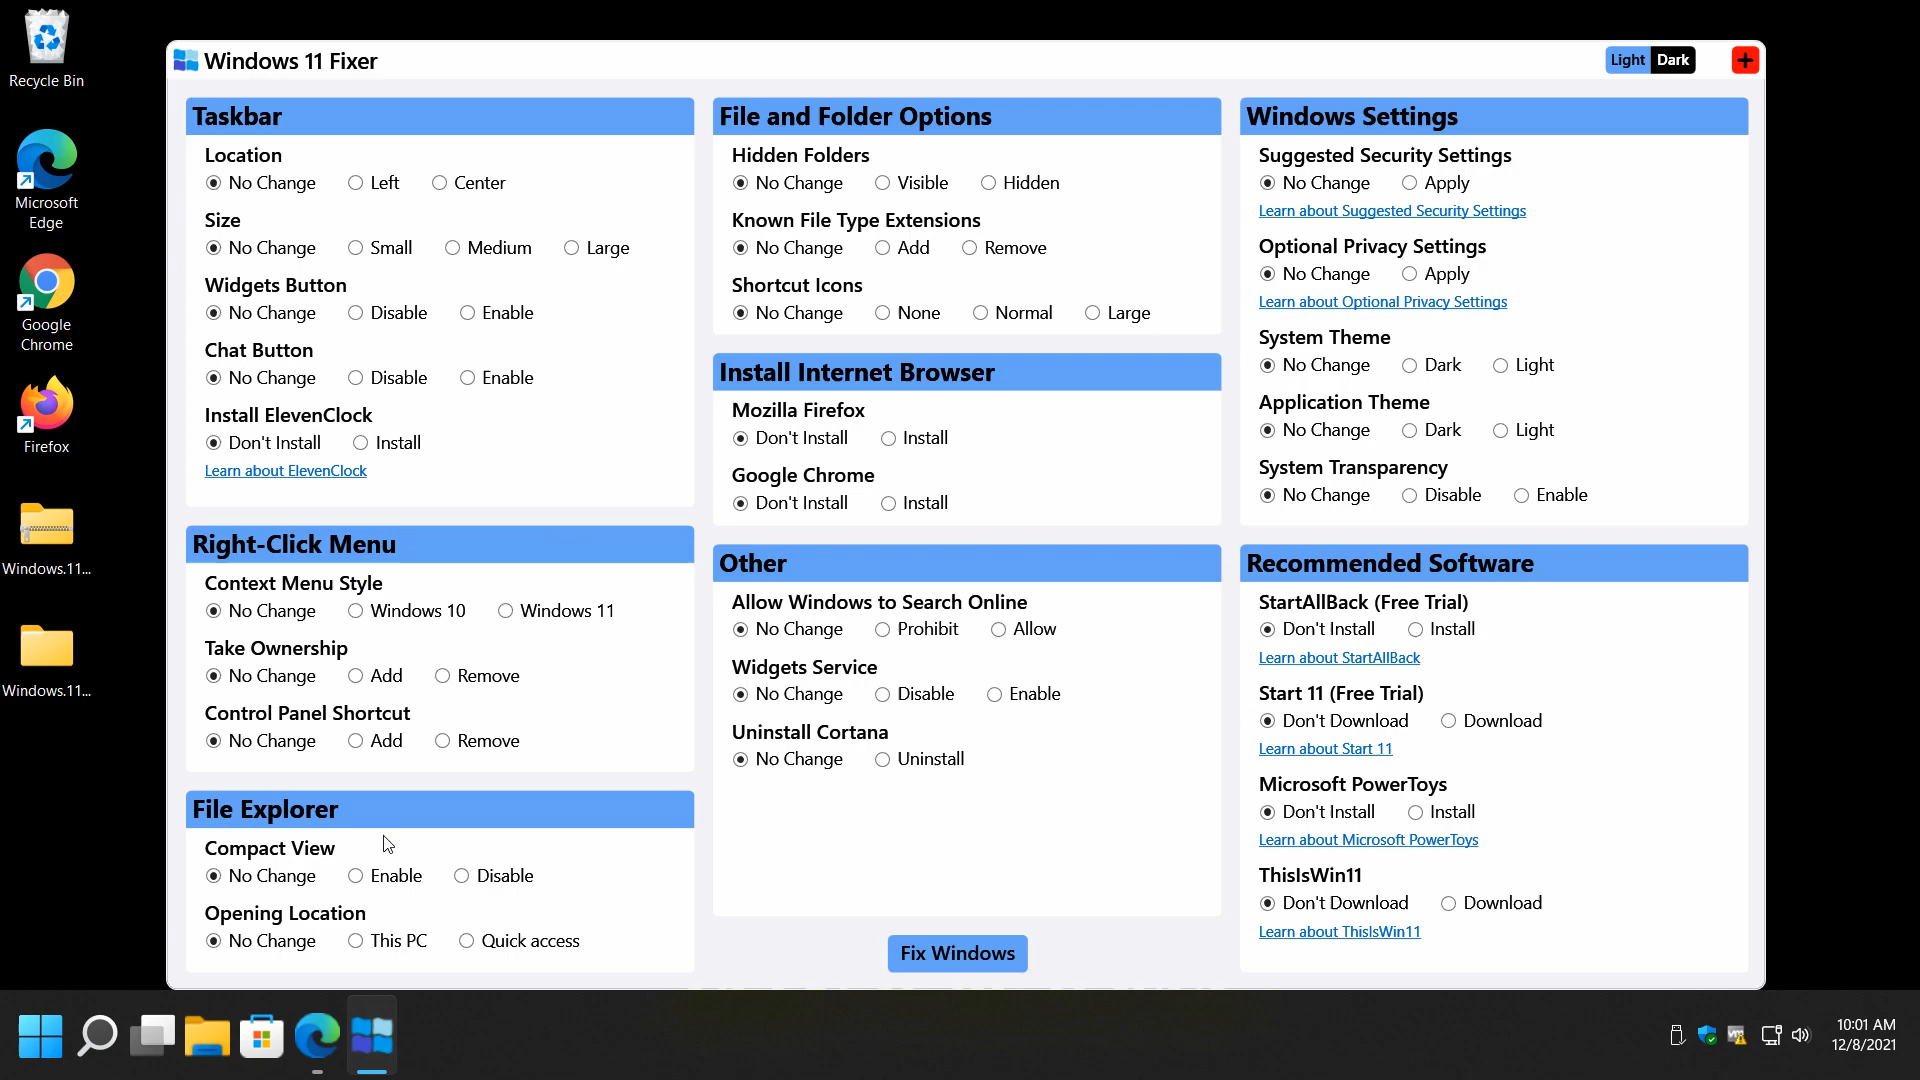 Recycle Bin
Microsoft
Edge
Google
Chrome
Firefox
Windows.11...
Windows.11...
Windows 11 Fixer
Light Dark
Taskbar
Location
No Change Left Center
Size
No Change Small Medium Large
Widgets Button
No Change Disable Enable
Chat Button
No Change Disable Enable
Install ElevenClock
Don't Install Install
Learn about ElevenClock
Right-Click Menu
Context Menu Style
No Change Windows 10 Windows 11
Take Ownership
No Change Add Remove
Control Panel Shortcut
No Change Add Remove
File Explorer
Compact View
No Change Enable Disable
Opening Location
No Change This PC Quick access
File and Folder Options
Hidden Folders
No Change Visible Hidden
Known File Type Extensions
No Change Add Remove
Shortcut Icons
No Change None Normal Large
Install Internet Browser
Mozilla Firefox
Don't Install Install
Google Chrome
Don't Install Install
Other
Allow Windows to Search Online
No Change Prohibit Allow
Widgets Service
No Change Disable Enable
Uninstall Cortana
No Change Uninstall
Fix Windows
Windows Settings
Suggested Security Settings
No Change Apply
Learn about Suggested Security Settings
Optional Privacy Settings
No Change Apply
Learn about Optional Privacy Settings
System Theme
No Change Dark Light
Application Theme
No Change Dark Light
System Transparency
No Change Disable Enable
Recommended Software
StartAllBack (Free Trial)
Don't Install Install
Learn about StartAllBack
Start 11 (Free Trial)
Don't Download Download
Learn about Start 11
Microsoft PowerToys
Don't Install Install
Learn about Microsoft PowerToys
ThisIsWin11
Don't Download Download
Learn about ThisIsWin11
10:01 AM
12/8/2021